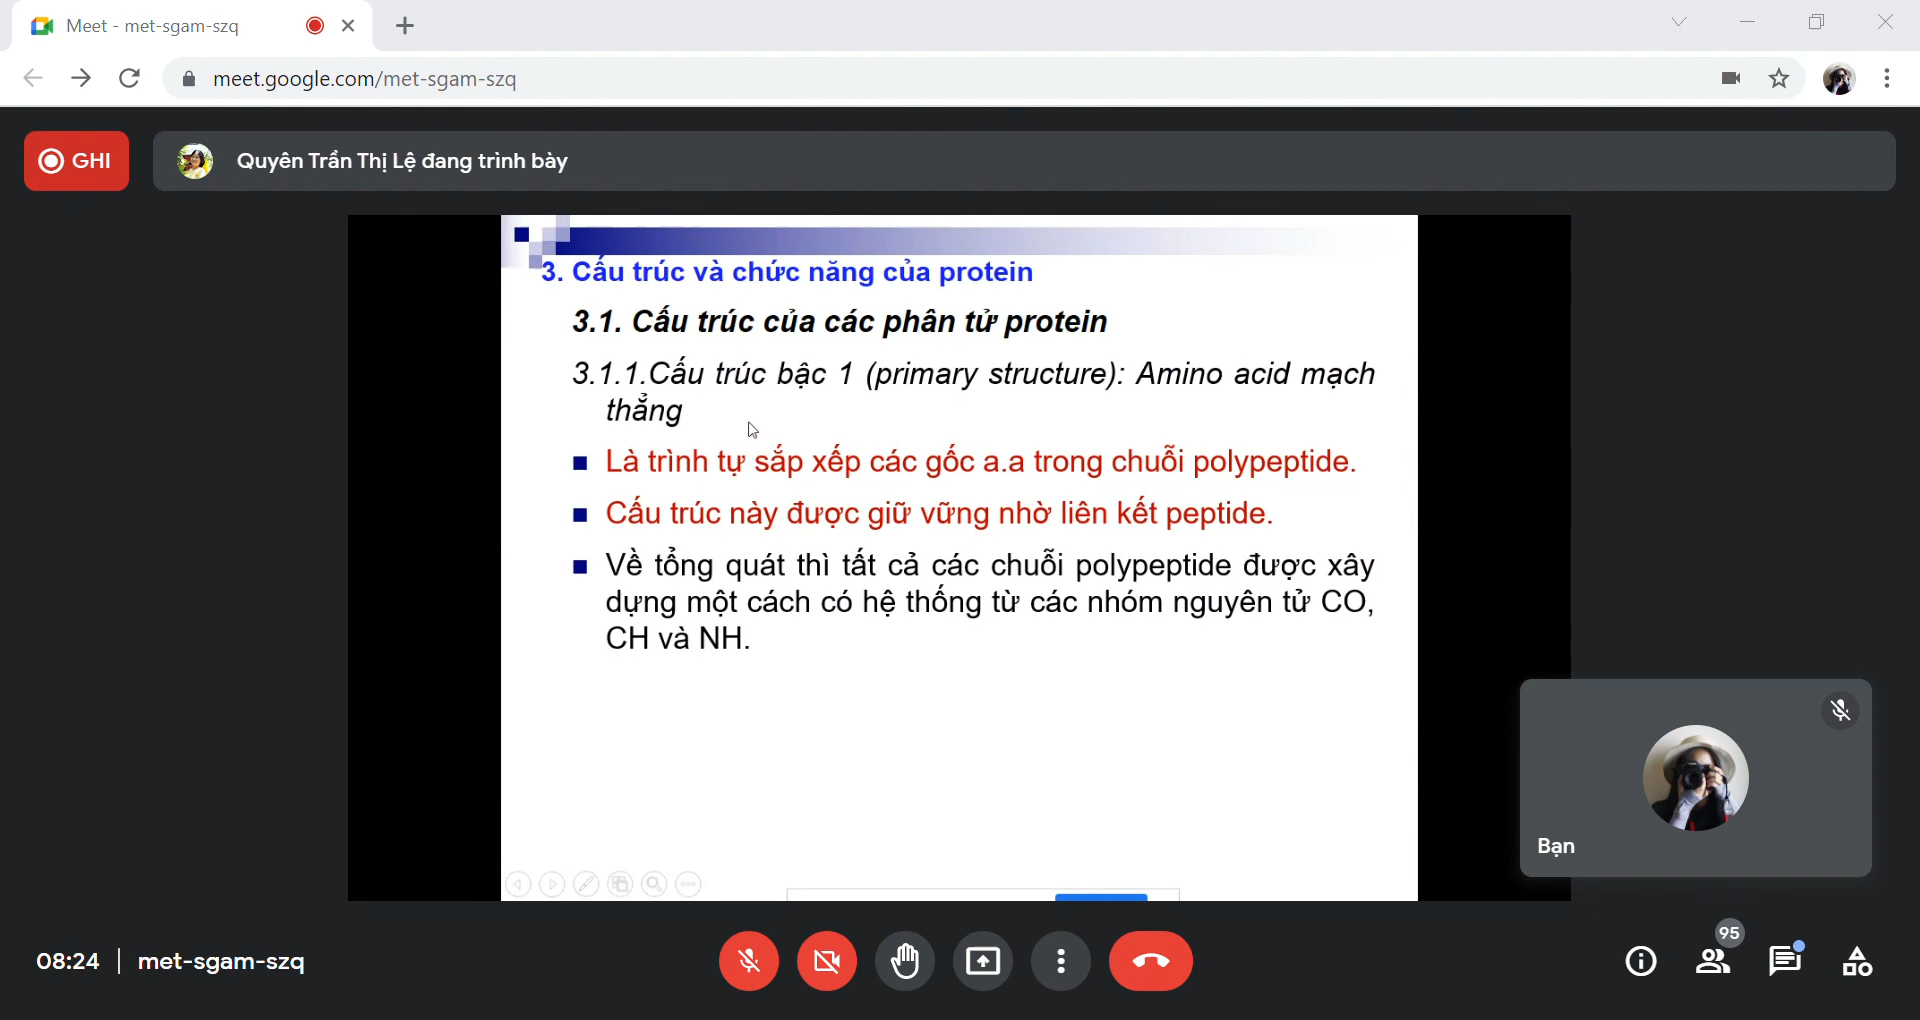 Meet - met-sgam-szq
meet.google.com/met-sgam-szq
GHI
Quyên Trần Thị Lệ đang trình bày
3. Cấu trúc và chức năng của protein
3.1. Cấu trúc của các phân tử protein
3.1.1.Cấu trúc bậc 1 (primary structure): Amino acid mạch
thẳng
Là trình tự sắp xếp các gốc a.a trong chuỗi polypeptide.
Cấu trúc này được giữ vững nhờ liên kết peptide.
Về tổng quát thì tất cả các chuỗi polypeptide được xây
dựng một cách có hệ thống từ các nhóm nguyên tử CO,
CH và NH.
Bạn
08:24
met-sgam-szq
95